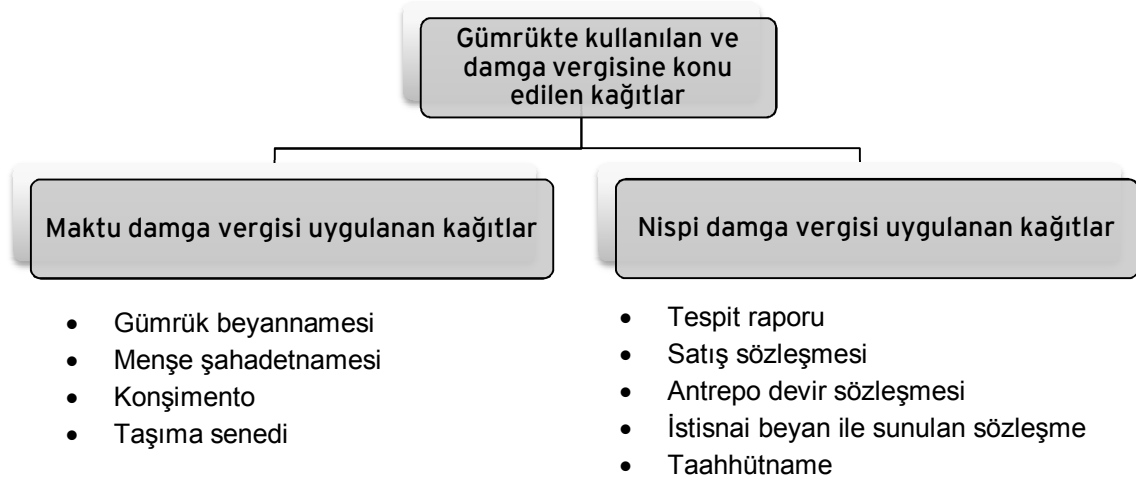 Gümrükte kullanılan ve
damga vergisine konu
edilen kağıtlar
Maktu damga vergisi uygulanan kağıtlar
• Gümrük beyannamesi
• Menşe şahadetnamesi
• Konşimento
• Taşıma senedi
Nispi damga vergisi uygulanan kağıtlar
• Tespit raporu
• Satış sözleşmesi
• Antrepo devir sözleşmesi
• İstisnai beyan ile sunulan sözleşme
• Taahhütname